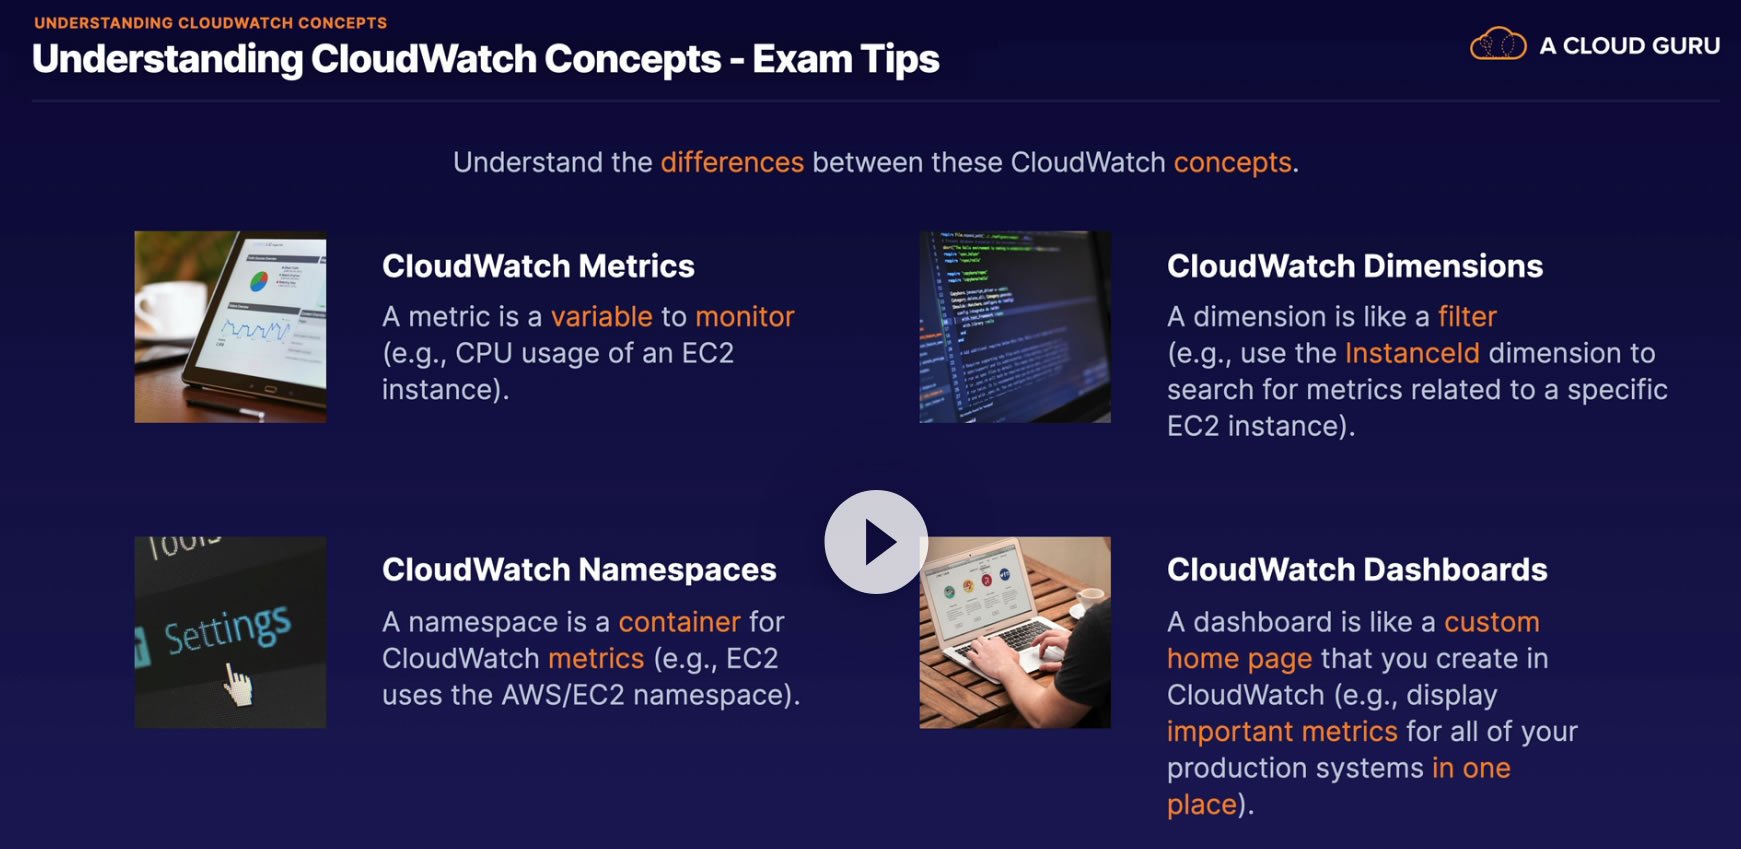 UNDERSTANDING CLOUDWATCH CONCEPTS
Understanding CloudWatch Concepts - Exam Tips
A CLOUD GURU
Understand the differences between these CloudWatch concepts.
CloudWatch Metrics
A metric is a variable to monitor
(e.g., CPU usage of an EC2
instance).
CloudWatch Dimensions
A dimension is like a filter
(e.g., use the InstanceId dimension to
search for metrics related to a specific
EC2 instance).
Tools
Settings
CloudWatch Namespaces
A namespace is a container for
CloudWatch metrics (e.g., EC2
uses the AWS/EC2 namespace).
CloudWatch Dashboards
A dashboard is like a custom
home page that you create in
CloudWatch (e.g., display
important metrics for all of your
production systems in one
place).